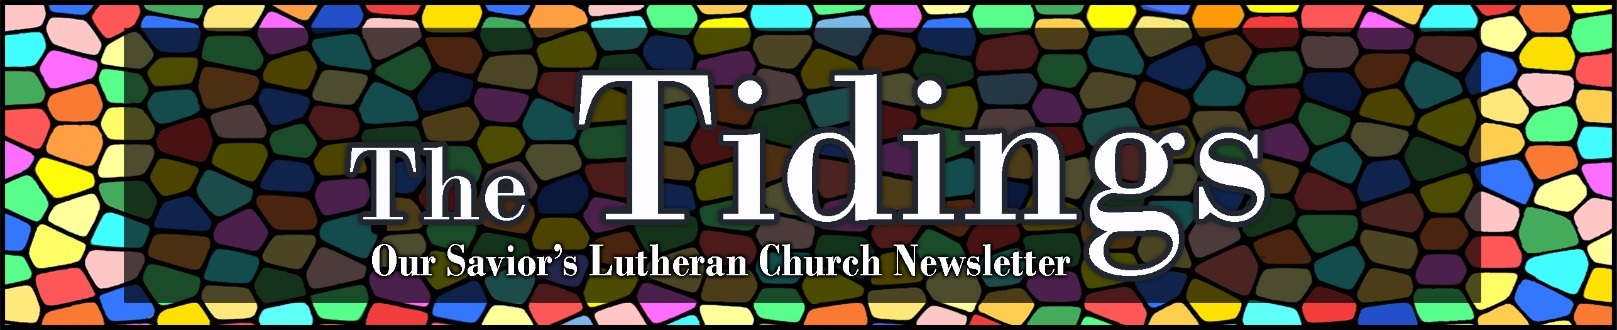 The Tidings
Our Savior's Lutheran Church Newsletter